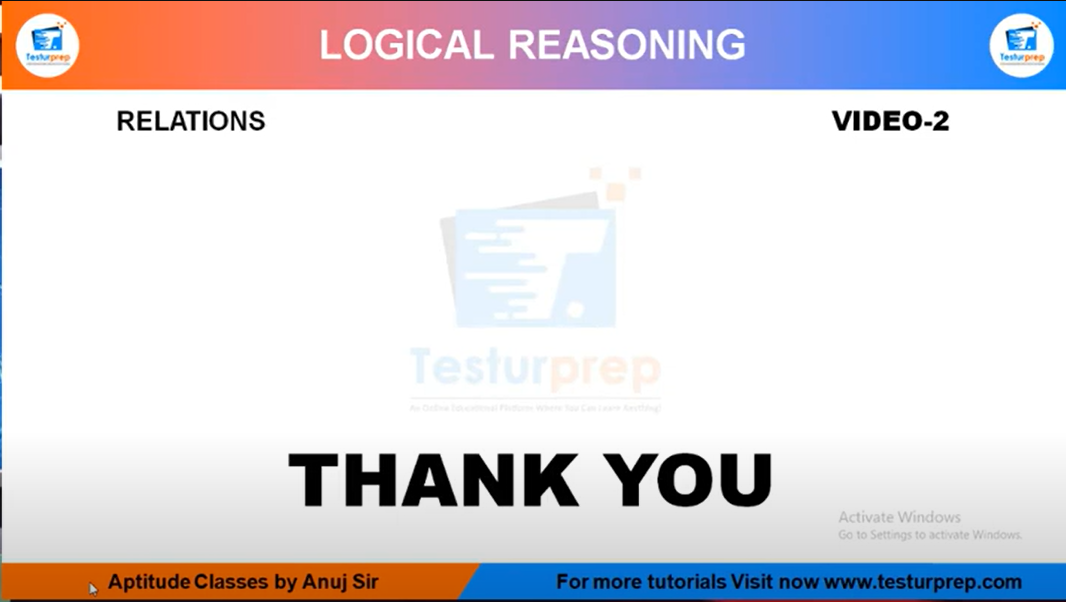 Testurprep
LOGICAL REASONING
Testurprep
RELATIONS
VIDEO-2
Testurprep
An Online Educational Platform Where You Can Learn Anything!
THANK YOU
Activate Windows
Go to Settings to activate Windows.
Aptitude Classes by Anuj Sir
For more tutorials Visit now www.testurprep.com